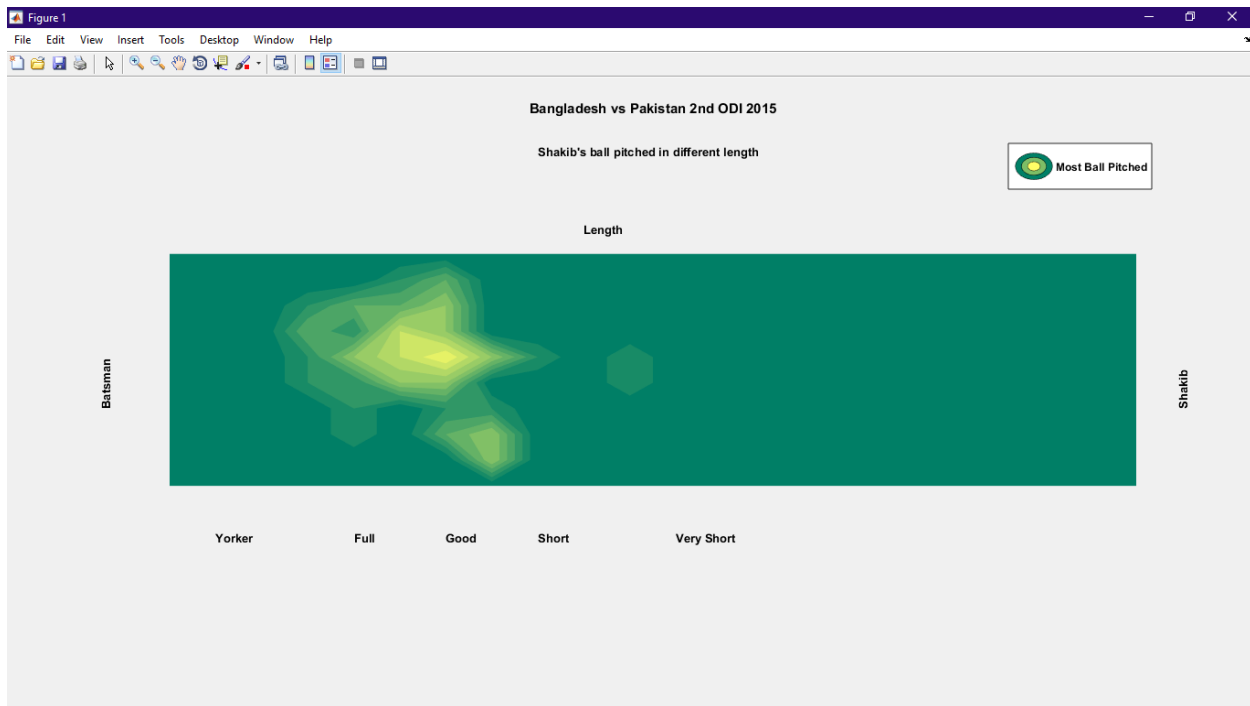 Figure 1
File Edit View Insert Tools Desktop Window Help
Bangladesh vs Pakistan 2nd ODI 2015
Shakib's ball pitched in different length
Most Ball Pitched
Length
Batsman
Shakib
Yorker Full Good Short Very Short